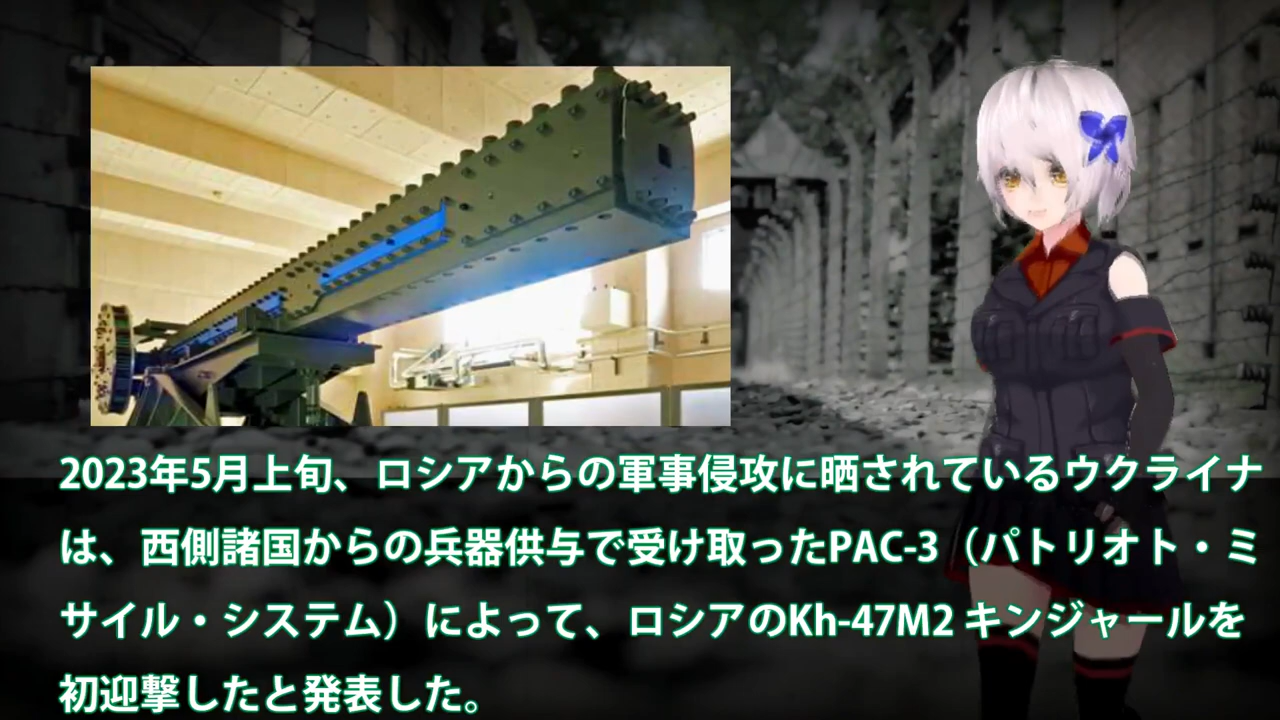 2023年5月上旬、ロシアからの軍事侵攻に晒されているウクライナ
は、西側諸国からの兵器供与で受け取ったPAC-3（パトリオト・ミ
サイル・システム）によって、ロシアのKh-47M2 キンジャールを
初迎撃したと発表した。